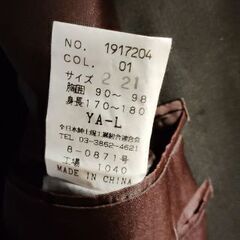 NO. 1917204
COL. 01
サイズ 2 21
胸囲 90~ 98
身長 170~180
YA-L
全日本紳士服工業組合連合会
TEL 03-3862-4621
8-0871号
工場 1040
MADE IN CHINA